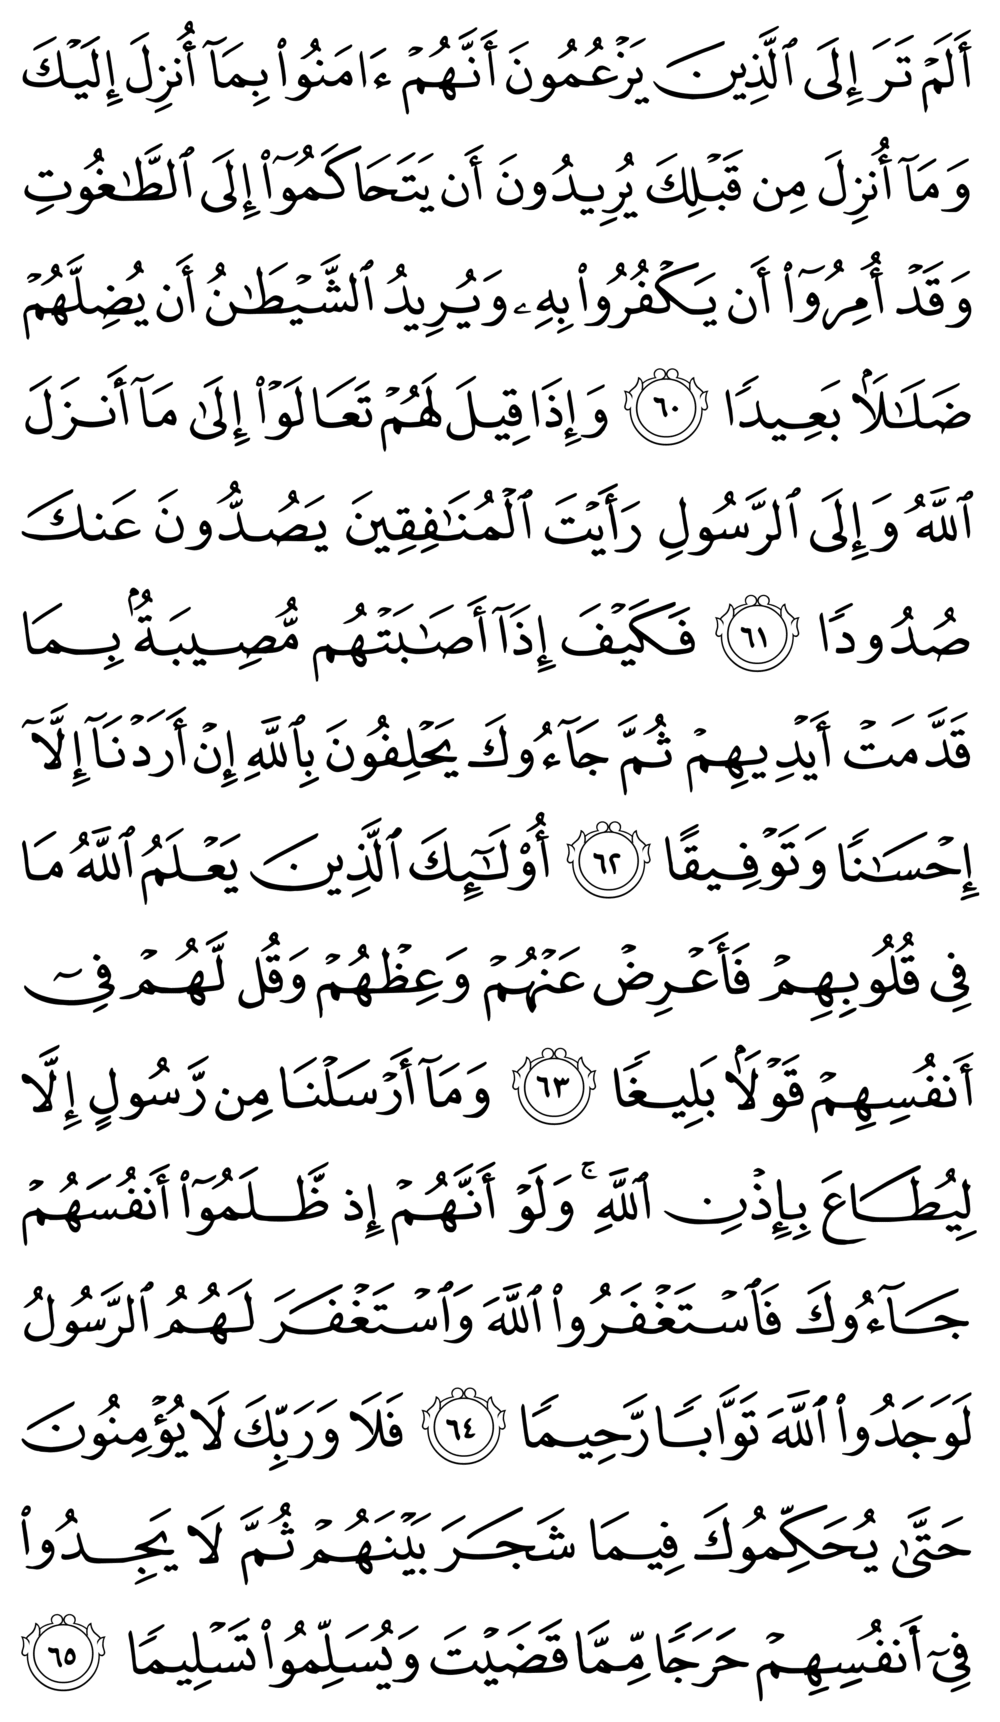 أَلَمۡ تَرَ إِلَى ٱلَّذِينَ يَزۡعُمُونَ أَنَّهُمۡ ءَامَنُواْ بِمَآ أُنزِلَ إِلَيۡكَ
وَمَآ أُنزِلَ مِن قَبۡلِكَ يُرِيدُونَ أَن يَتَحَاكَمُوٓاْ إِلَى ٱلطَّٰغُوتِ
وَقَدۡ أُمِرُوٓاْ أَن يَكۡفُرُواْ بِهِۦ وَيُرِيدُ ٱلشَّيۡطَٰنُ أَن يُضِلَّهُمۡ
ضَلَٰلَۢا بَعِيدٗا ٦٠ وَإِذَا قِيلَ لَهُمۡ تَعَالَوۡاْ إِلَىٰ مَآ أَنزَلَ
ٱللَّهُ وَإِلَى ٱلرَّسُولِ رَأَيۡتَ ٱلۡمُنَٰفِقِينَ يَصُدُّونَ عَنكَ
صُدُودٗا ٦١ فَكَيۡفَ إِذَآ أَصَٰبَتۡهُم مُّصِيبَةُۢ بِمَا
قَدَّمَتۡ أَيۡدِيهِمۡ ثُمَّ جَآءُوكَ يَحۡلِفُونَ بِٱللَّهِ إِنۡ أَرَدۡنَآ إِلَّآ
إِحۡسَٰنٗا وَتَوۡفِيقًا ٦٢ أُوْلَٰٓئِكَ ٱلَّذِينَ يَعۡلَمُ ٱللَّهُ مَا
فِي قُلُوبِهِمۡ فَأَعۡرِضۡ عَنۡهُمۡ وَعِظۡهُمۡ وَقُل لَّهُمۡ فِيٓ
أَنفُسِهِمۡ قَوۡلَۢا بَلِيغٗا ٦٣ وَمَآ أَرۡسَلۡنَا مِن رَّسُولٍ إِلَّا
لِيُطَاعَ بِإِذۡنِ ٱللَّهِۚ وَلَوۡ أَنَّهُمۡ إِذ ظَّلَمُوٓاْ أَنفُسَهُمۡ
جَآءُوكَ فَٱسۡتَغۡفَرُواْ ٱللَّهَ وَٱسۡتَغۡفَرَ لَهُمُ ٱلرَّسُولُ
لَوَجَدُواْ ٱللَّهَ تَوَّابٗا رَّحِيمٗا ٦٤ فَلَا وَرَبِّكَ لَا يُؤۡمِنُونَ
حَتَّىٰ يُحَكِّمُوكَ فِيمَا شَجَرَ بَيۡنَهُمۡ ثُمَّ لَا يَجِدُواْ
فِيٓ أَنفُسِهِمۡ حَرَجٗا مِّمَّا قَضَيۡتَ وَيُسَلِّمُواْ تَسۡلِيمٗا ٦٥